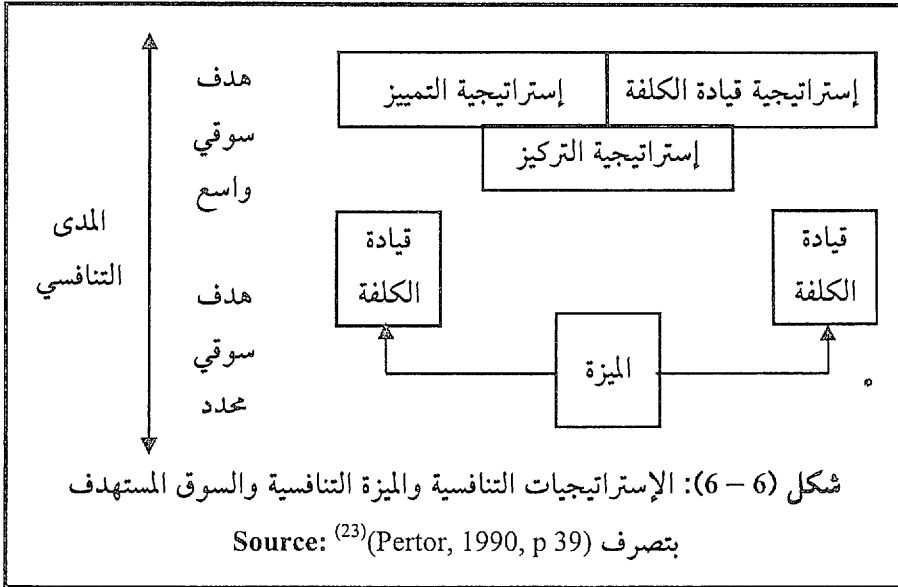 إستراتيجية قيادة الكلفة
إستراتيجية التمييز
إستراتيجية التركيز
هدف
سوقي
واسع
المدى
التنافسي
هدف
سوقي
محدد
قيادة
الكلفة
قيادة
الكلفة
الميزة
شكل (6 – 6): الإستراتيجيات التنافسية والميزة التنافسية والسوق المستهدف
Source: (23)(Pertor, 1990, p 39) بتصرف